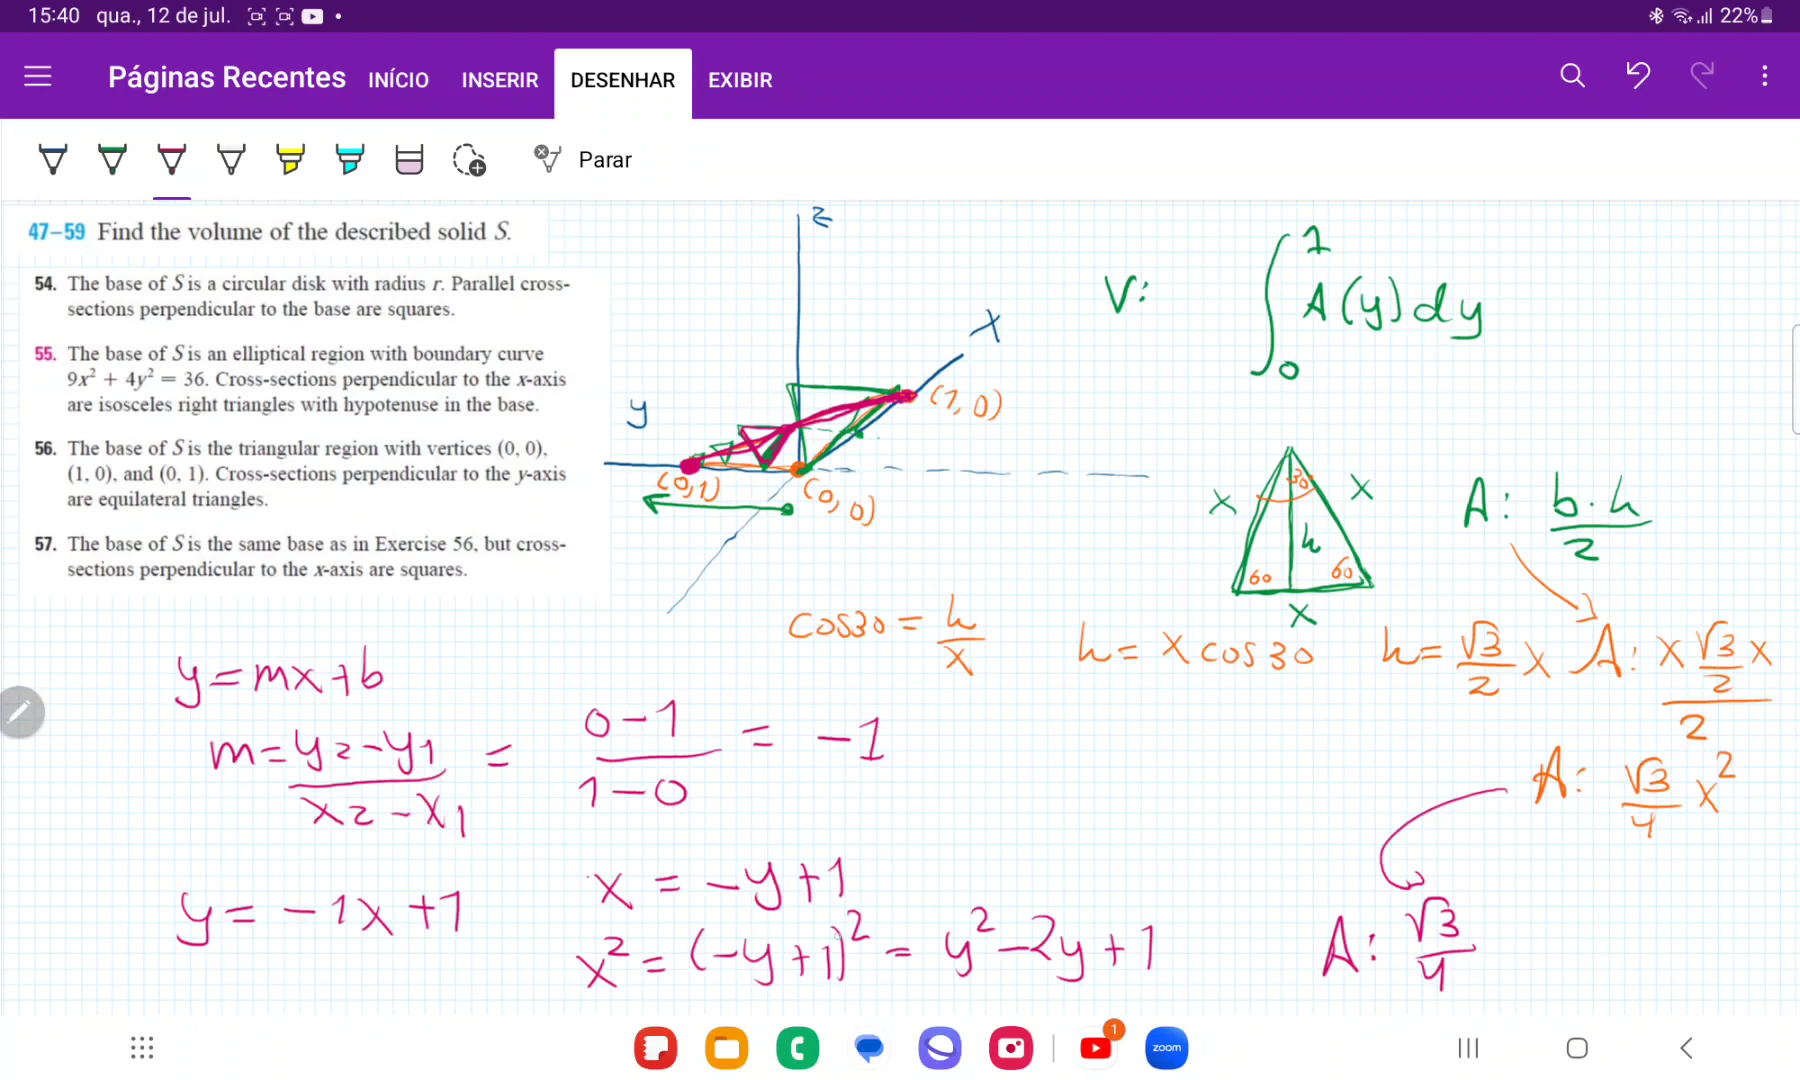 15:40 qua., 12 de jul. 22%
Páginas Recentes INÍCIO INSERIR DESENHAR EXIBIR
Parar
47–59 Find the volume of the described solid S.
54. The base of S is a circular disk with radius r. Parallel cross-
sections perpendicular to the base are squares.
55. The base of S is an elliptical region with boundary curve
9x² + 4y² = 36. Cross-sections perpendicular to the x-axis
are isosceles right triangles with hypotenuse in the base.
56. The base of S is the triangular region with vertices (0, 0),
(1, 0), and (0, 1). Cross-sections perpendicular to the y-axis
are equilateral triangles.
57. The base of S is the same base as in Exercise 56, but cross-
sections perpendicular to the x-axis are squares.
z
x
y
(1,0)
(0,1)
(0,0)
V: ∫₀¹ A(y)dy
30
x
x
h
60
60
x
A: b·h/2
cos30 = h/x
h = x cos30
h = √3/2 x
A: (x √3/2 x)/2
A: √3/4 x²
y = mx+b
m = (y2-y1)/(x2-x1) = (0-1)/(1-0) = -1
y = -1x+1
x = -y+1
x² = (-y+1)² = y²-2y+1
A: √3/4
1
zoom